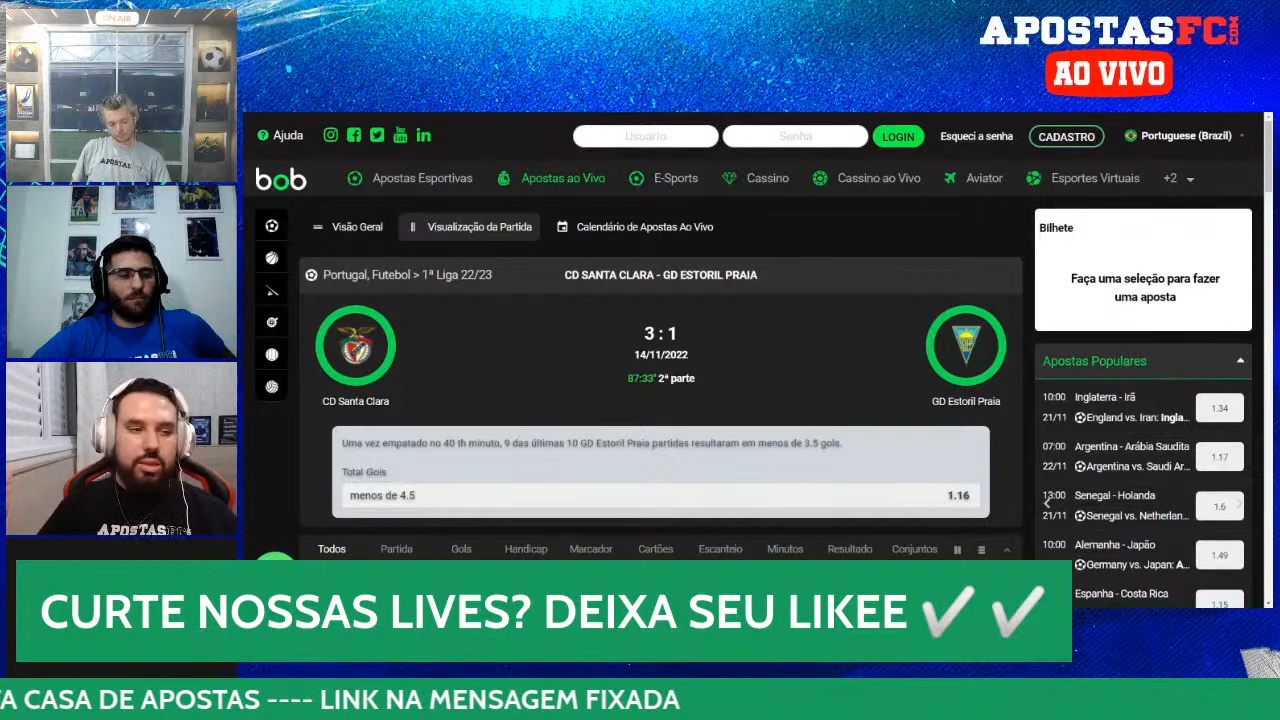 ON AIR
APOSTASFC.COM
AO VIVO
Ajuda
Usuario
Senha
LOGIN
Esqueci a senha
CADASTRO
Portuguese (Brazil)
bob
Apostas Esportivas
Apostas ao Vivo
E-Sports
Cassino
Cassino ao Vivo
Aviator
Esportes Virtuais
+2
Visão Geral
Visualização da Partida
Calendário de Apostas Ao Vivo
Bilhete
Faça uma seleção para fazer
uma aposta
Portugal, Futebol > 1ª Liga 22/23
CD SANTA CLARA - GD ESTORIL PRAIA
3 : 1
14/11/2022
87:33" 2ª parte
CD Santa Clara
GD Estoril Praia
Uma vez empatado no 40 th minuto, 9 das últimas 10 GD Estoril Praia partidas resultaram em menos de 3.5 gols.
Total Gols
menos de 4.5
1.16
Todos
Partida
Gols
Handicap
Marcador
Cartões
Escanteio
Minutos
Resultado
Conjuntos
Apostas Populares
10:00 Inglaterra - Irã
21/11 England vs. Iran: Ingla...
1.34
07:00 Argentina - Arábia Saudita
22/11 Argentina vs. Saudi Ar...
1.17
13:00 Senegal - Holanda
21/11 Senegal vs. Netherlan...
1.6
10:00 Alemanha - Japão
Germany vs. Japan: A...
1.49
Espanha - Costa Rica
1.15
APOSTASFC
CURTE NOSSAS LIVES? DEIXA SEU LIKEE
A CASA DE APOSTAS ---- LINK NA MENSAGEM FIXADA